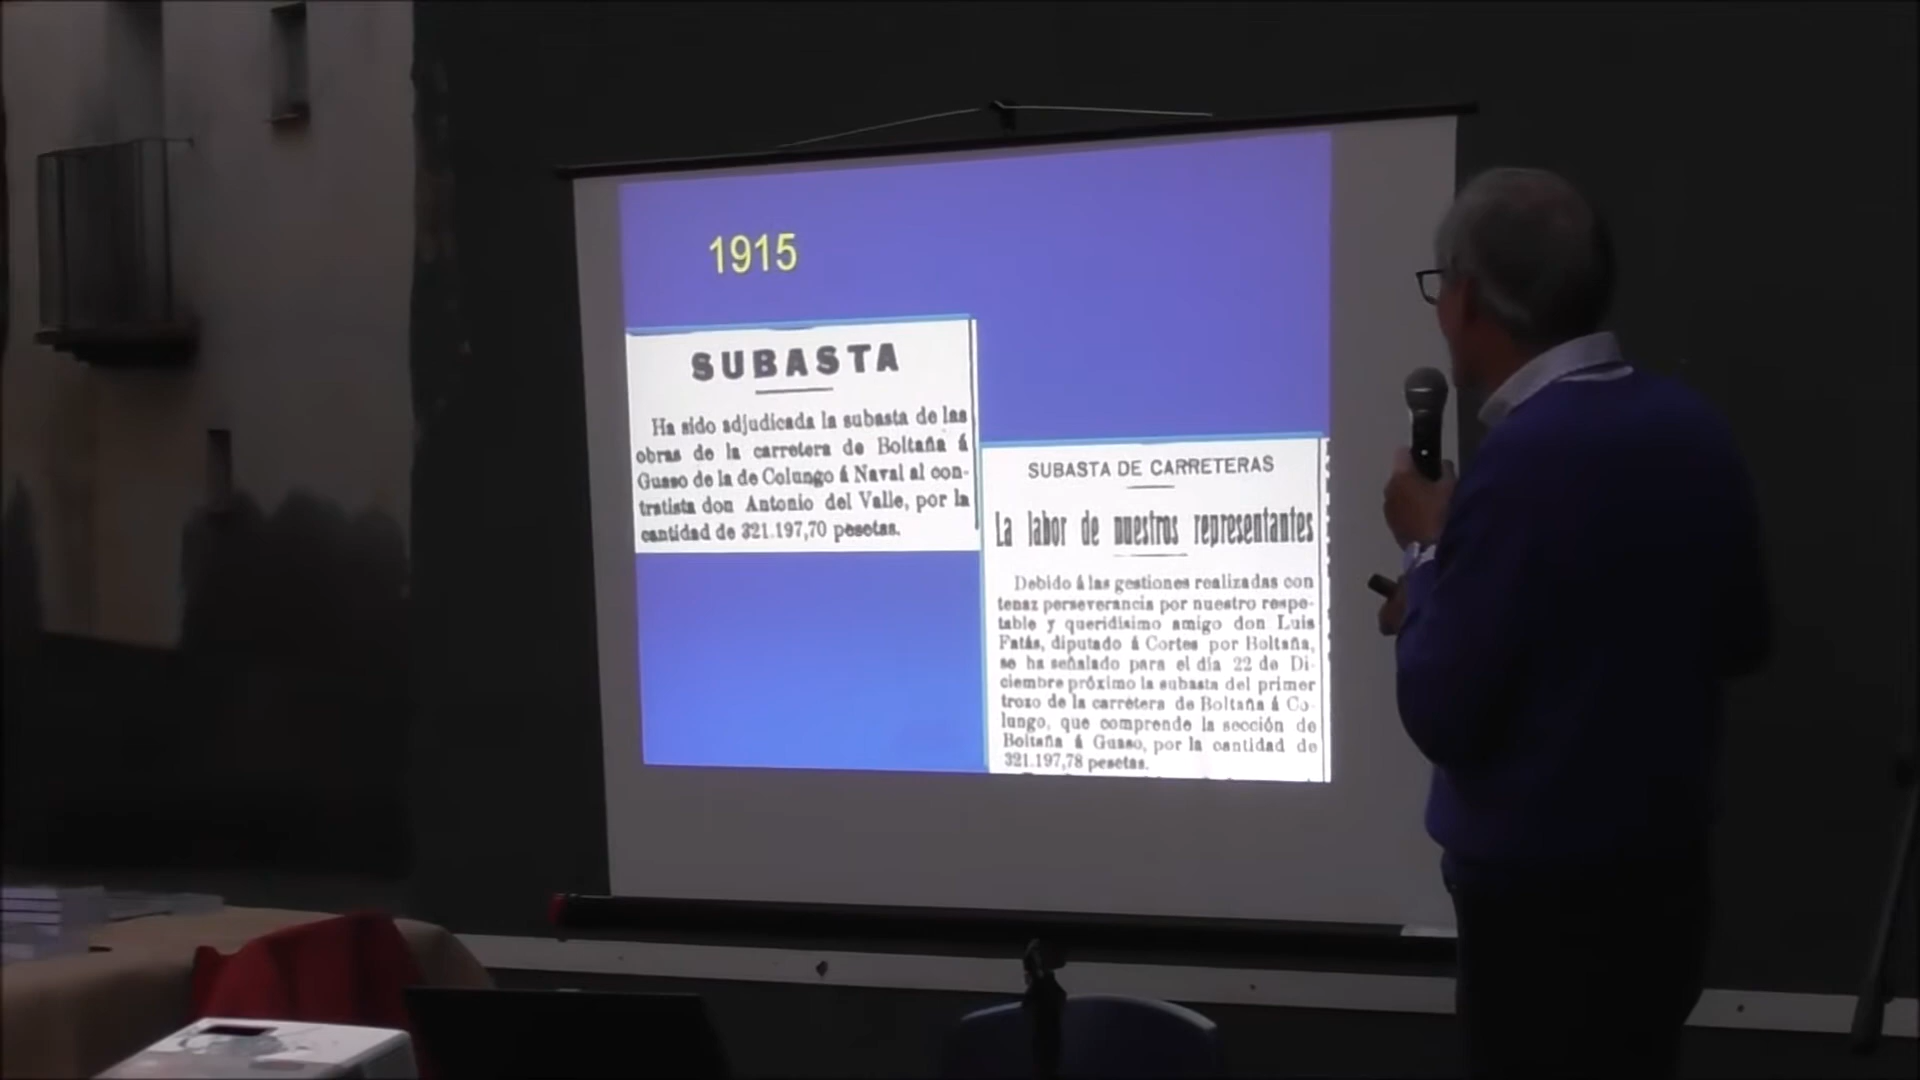 1915
SUBASTA
Ha sido adjudicada la subasta de las
obras de la carretera de Boltaña á
Guaso de la de Colungo á Naval al con-
tratista don Antonio del Valle, por la
cantidad de 321.197,70 pesetas.
SUBASTA DE CARRETERAS
La labor de nuestros representantes
Debido á las gestiones realizadas con
tenaz perseverancia por nuestro respe-
table y queridisimo amigo don Luis
Fatás, diputado á Cortes por Boltaña,
se ha señalado para el día 22 de Di-
ciembre próximo la subasta del primer
trozo de la carretera de Boltaña á Co-
lungo, que comprende la sección de
Boltaña á Guaso, por la cantidad de
321.197,78 pesetas.